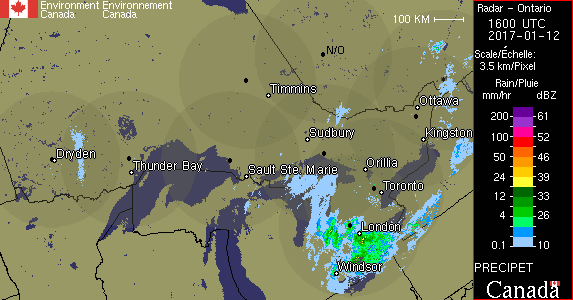 Environment Environnement
Canada Canada
100 KM
N/O
Timmins
Ottawa
Sudbury
Kingston
Dryden
Thunder Bay
Sault Ste. Marie
Orillia
Toronto
London
Windsor
Radar - Ontario
1600 UTC
2017-01-12
Scale/Échelle:
3.5 km/Pixel
Rain/Pluie
mm/hr dBZ
200 61
100 52
50 46
24 39
12 33
4 26
0.1 10
PRECIPET
Canada